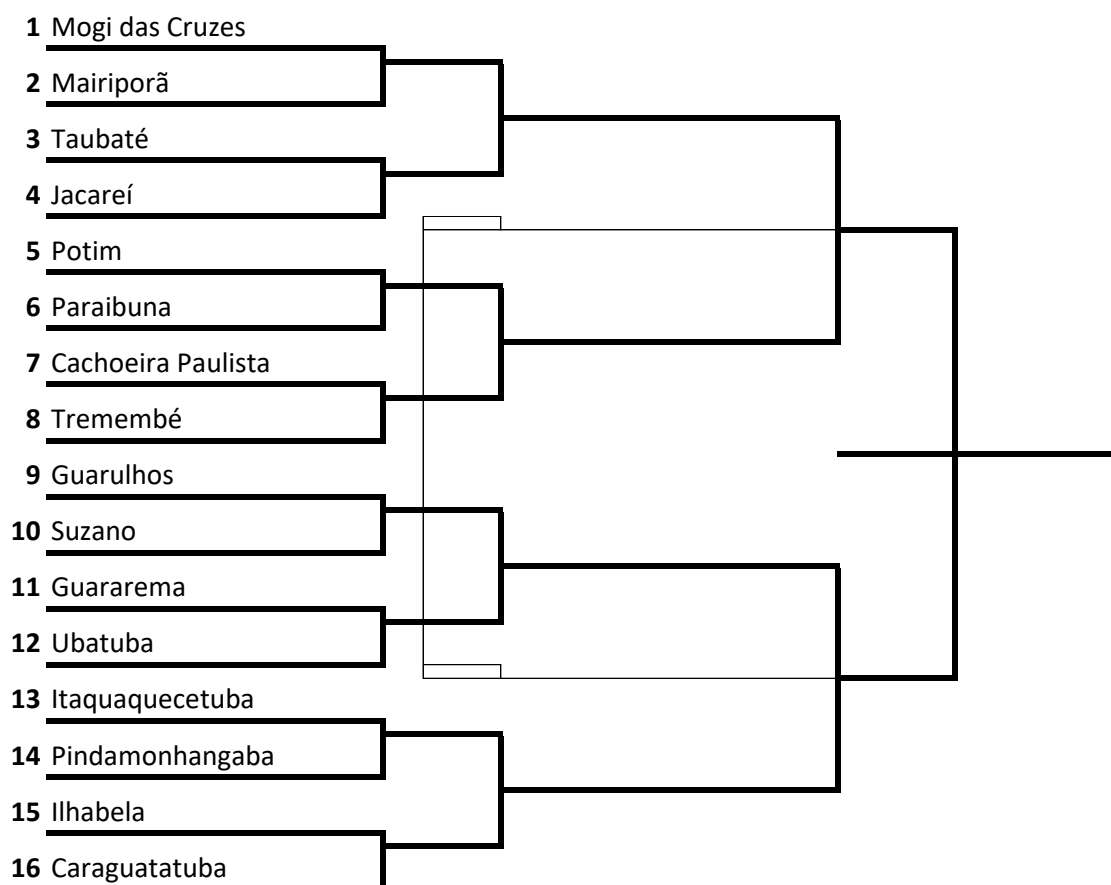 1 Mogi das Cruzes
2 Mairiporã
3 Taubaté
4 Jacareí
5 Potim
6 Paraibuna
7 Cachoeira Paulista
8 Tremembé
9 Guarulhos
10 Suzano
11 Guararema
12 Ubatuba
13 Itaquaquecetuba
14 Pindamonhangaba
15 Ilhabela
16 Caraguatatuba